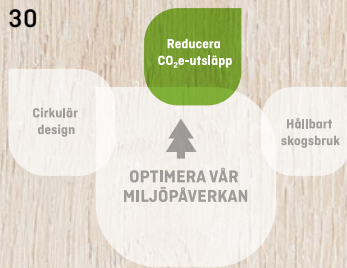 30
Reducera
CO₂e-utsläpp
Cirkulär
design
Hållbart
skogsbruk
OPTIMERA VÅR
MILJÖPÅVERKAN